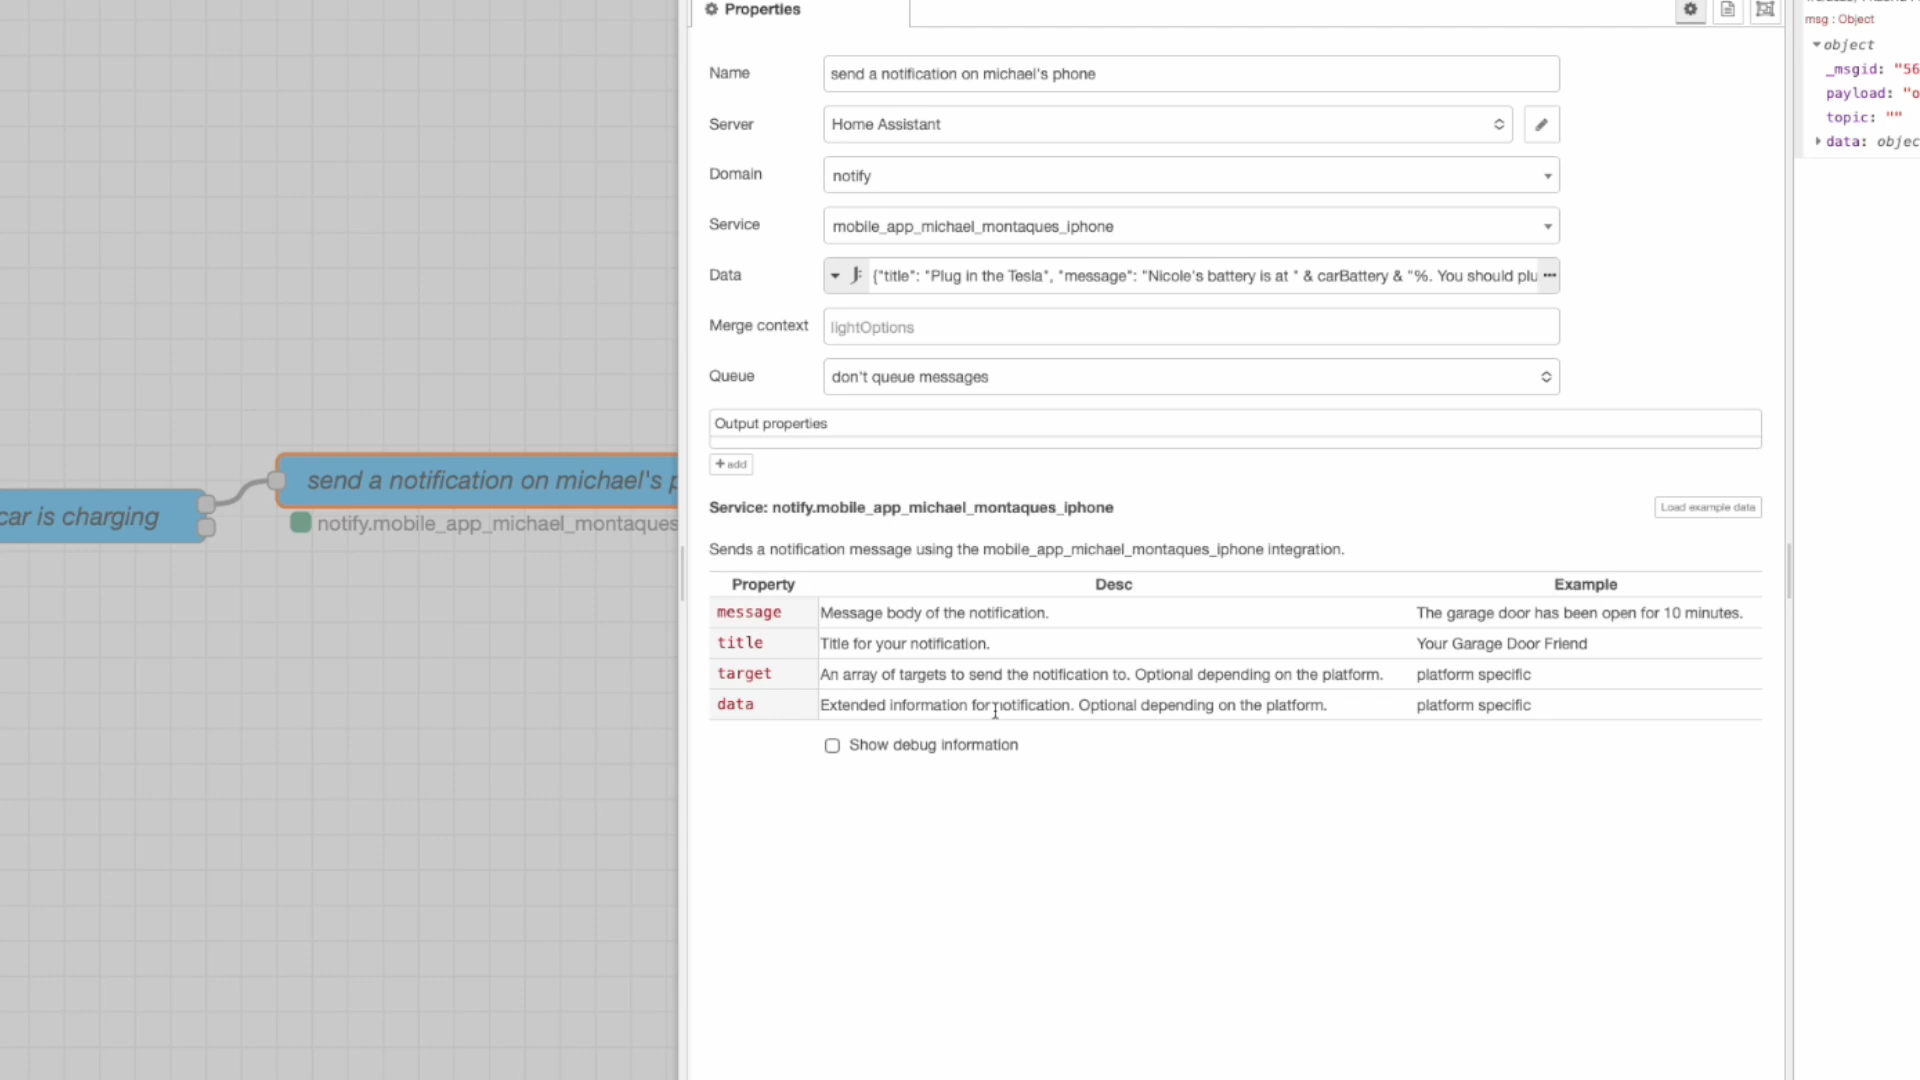 Properties
Name
send a notification on michael's phone
Server
Home Assistant
Domain
notify
Service
mobile_app_michael_montaques_iphone
Data
{"title": "Plug in the Tesla", "message": "Nicole's battery is at " & carBattery & "%. You should plu
Merge context
lightOptions
Queue
don't queue messages
Output properties
+add
Service: notify.mobile_app_michael_montaques_iphone
Load example data
Sends a notification message using the mobile_app_michael_montaques_iphone integration.
Property Desc Example
message Message body of the notification. The garage door has been open for 10 minutes.
title Title for your notification. Your Garage Door Friend
target An array of targets to send the notification to. Optional depending on the platform. platform specific
data Extended information for notification. Optional depending on the platform. platform specific
Show debug information
car is charging
send a notification on michael's p
notify.mobile_app_michael_montaques
msg : Object
object
_msgid: "56
payload: "o
topic: ""
data: objec